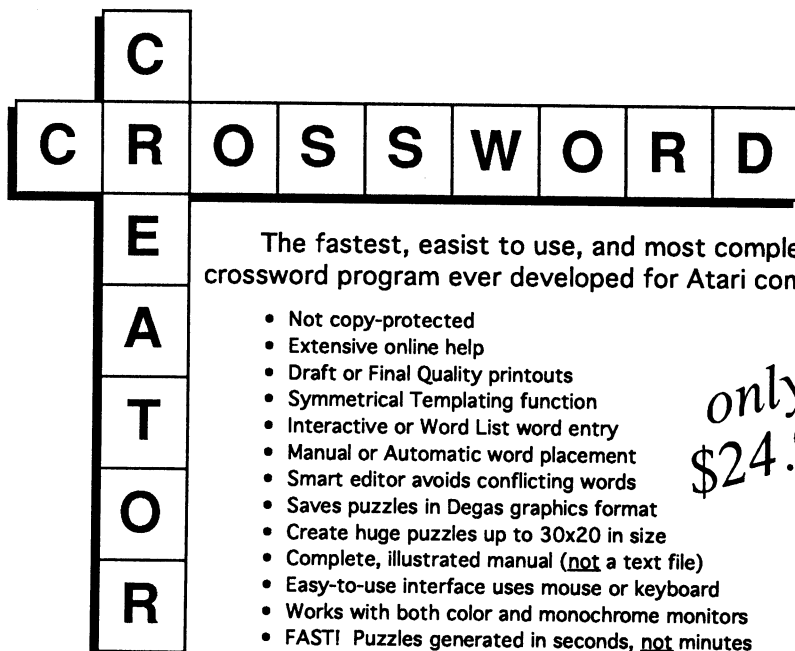 CROSSWORD
CREATOR
The fastest, easist to use, and most comple
crossword program ever developed for Atari
• Not copy-protected
• Extensive online help
• Draft or Final Quality printouts
• Symmetrical Templating function
• Interactive or Word List word entry
• Manual or Automatic word placement
• Smart editor avoids conflicting words
• Saves puzzles in Degas graphics format
• Create huge puzzles up to 30x20 in size
• Complete, illustrated manual (not a text file)
• Easy-to-use interface uses mouse or keyboard
• Works with both color and monochrome monitors
• FAST! Puzzles generated in seconds, not minutes
only
$24.